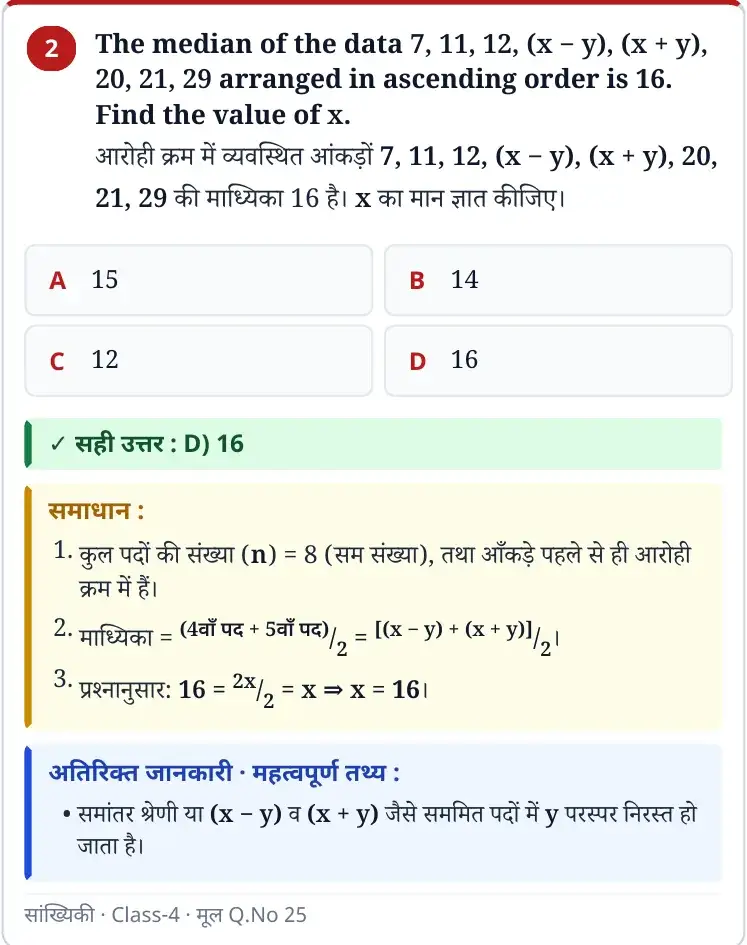 2
The median of the data 7, 11, 12, (x − y), (x + y),
20, 21, 29 arranged in ascending order is 16.
Find the value of x.
आरोही क्रम में व्यवस्थित आंकड़ों 7, 11, 12, (x − y), (x + y), 20,
21, 29 की माध्यिका 16 है। x का मान ज्ञात कीजिए।
A 15
B 14
C 12
D 16
✓ सही उत्तर : D) 16
समाधान :
1. कुल पदों की संख्या (n) = 8 (सम संख्या), तथा आँकड़े पहले से ही आरोही
क्रम में हैं।
2. माध्यिका = (4वाँ पद + 5वाँ पद)/2 = [(x − y) + (x + y)]/2।
3. प्रश्नानुसार: 16 = 2x/2 = x ⇒ x = 16।
अतिरिक्त जानकारी · महत्वपूर्ण तथ्य :
• समांतर श्रेणी या (x − y) व (x + y) जैसे सममित पदों में y परस्पर निरस्त हो
जाता है।
सांख्यिकी · Class-4 · मूल Q.No 25